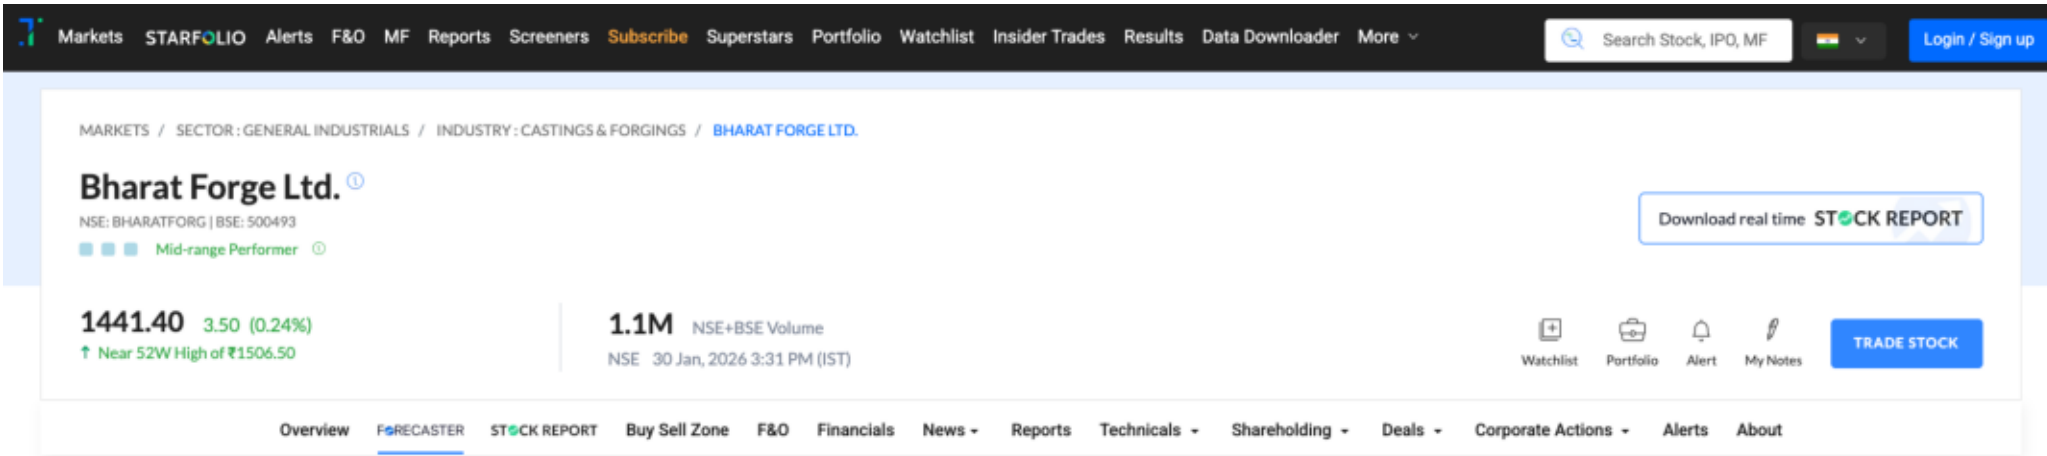 Markets STARFOLIO Alerts F&O MF Reports Screeners Subscribe Superstars Portfolio Watchlist Insider Trades Results Data Downloader More Search Stock, IPO, MF Login / Sign up
MARKETS / SECTOR : GENERAL INDUSTRIALS / INDUSTRY : CASTINGS & FORGINGS / BHARAT FORGE LTD.
Bharat Forge Ltd.
NSE: BHARATFORG | BSE: 500493
Mid-range Performer
Download real time STOCK REPORT
1441.40 3.50 (0.24%)
↑ Near 52W High of ₹1506.50
1.1M NSE+BSE Volume
NSE 30 Jan, 2026 3:31 PM (IST)
Watchlist Portfolio Alert My Notes
TRADE STOCK
Overview FORECASTER STOCK REPORT Buy Sell Zone F&O Financials News Reports Technicals Shareholding Deals Corporate Actions Alerts About